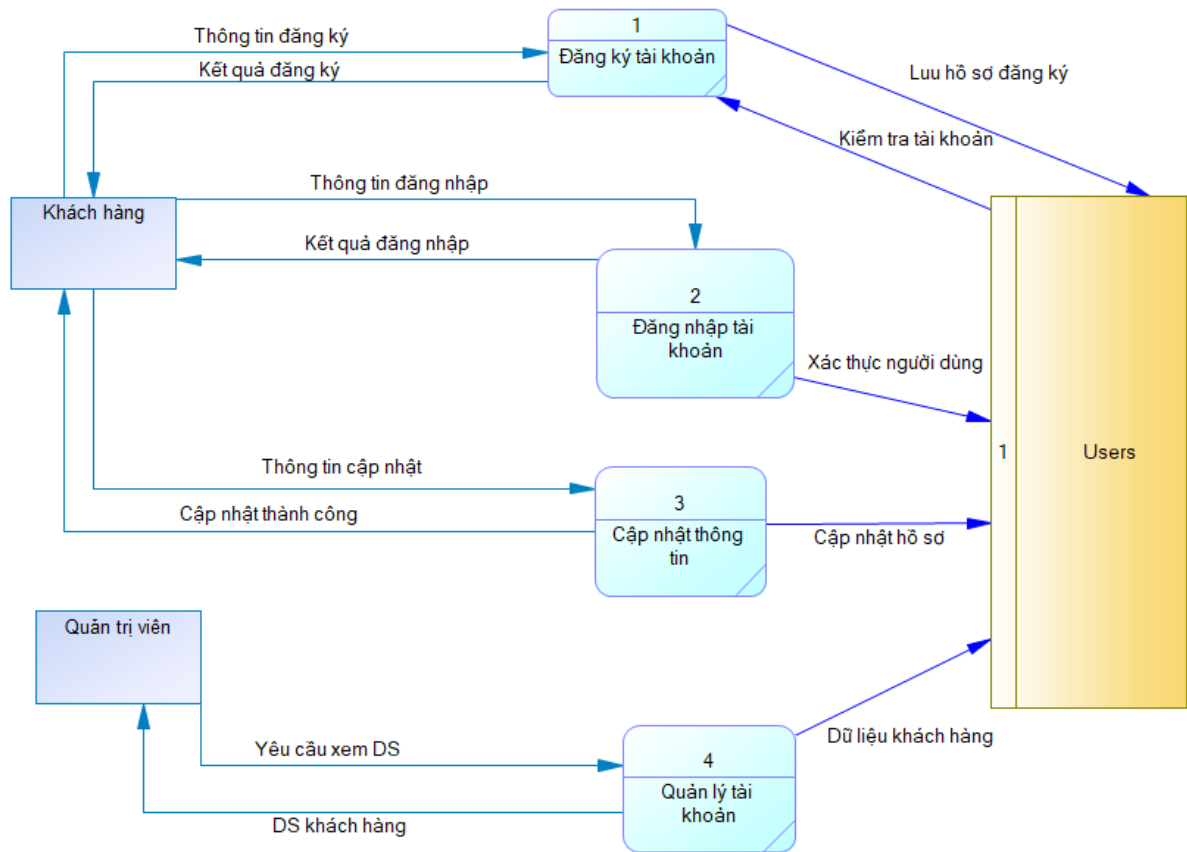 Thông tin đăng ký
Kết quả đăng ký
1
Đăng ký tài khoản
Luu hồ sơ đăng ký
Kiểm tra tài khoản
Khách hàng
Thông tin đăng nhập
Kết quả đăng nhập
2
Đăng nhập tài
khoản
Xác thực người dùng
1
Users
Thông tin cập nhật
Cập nhật thành công
3
Cập nhật thông
tin
Cập nhật hồ sơ
Quản trị viên
Yêu cầu xem DS
DS khách hàng
4
Quản lý tài
khoản
Dữ liệu khách hàng